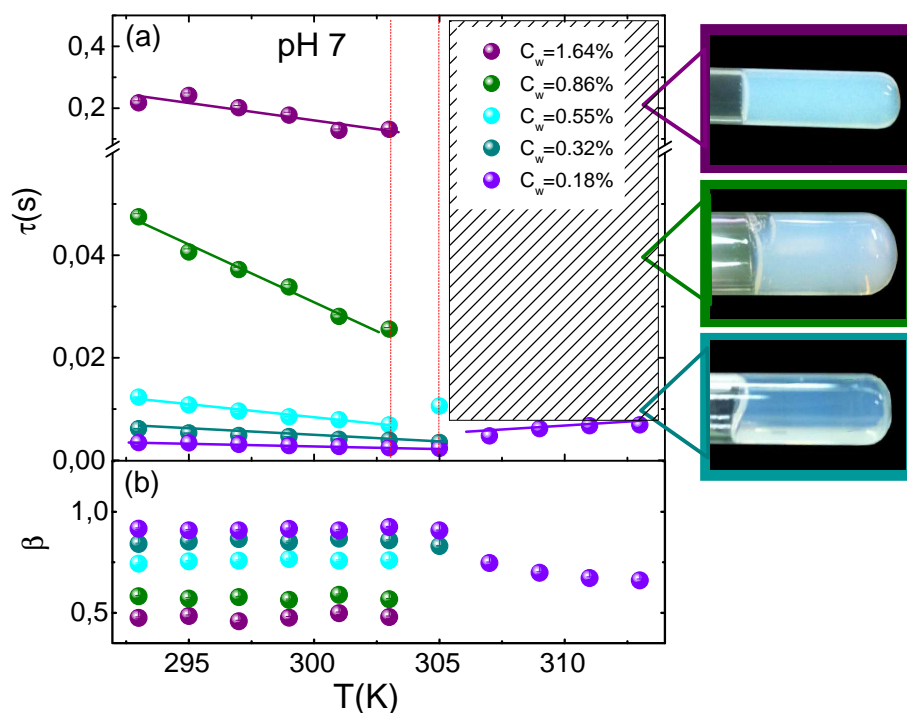 (a)
pH 7
C_w=1.64%
C_w=0.86%
C_w=0.55%
C_w=0.32%
C_w=0.18%
0,4
0,2
0,04
0,02
0,00
τ(s)
(b)
1,0
0,5
β
295 300 305 310
T(K)